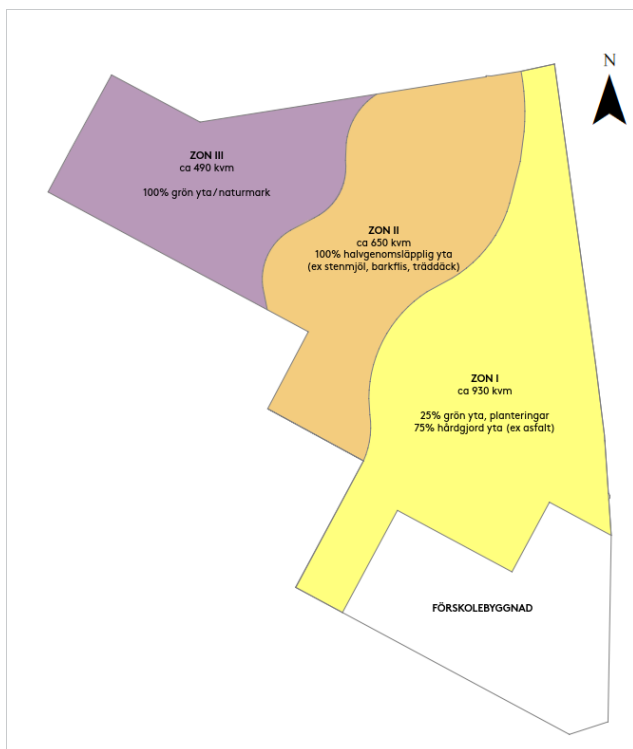 N
ZON III
ca 490 kvm
100% grön yta/naturmark
ZON II
ca 650 kvm
100% halvgenomsläpplig yta
(ex stenmjöl, barkflis, träddäck)
ZON I
ca 930 kvm
25% grön yta, planteringar
75% hårdgjord yta (ex asfalt)
FÖRSKOLEBYGGNAD